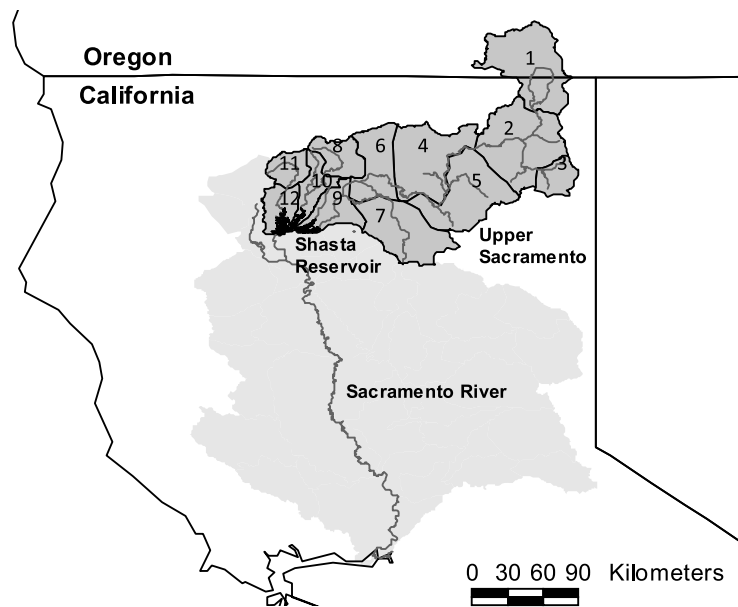 Oregon
California
1
2
3
4
5
6
7
8
9
10
11
12
Shasta
Reservoir
Upper
Sacramento
Sacramento River
0 30 60 90 Kilometers